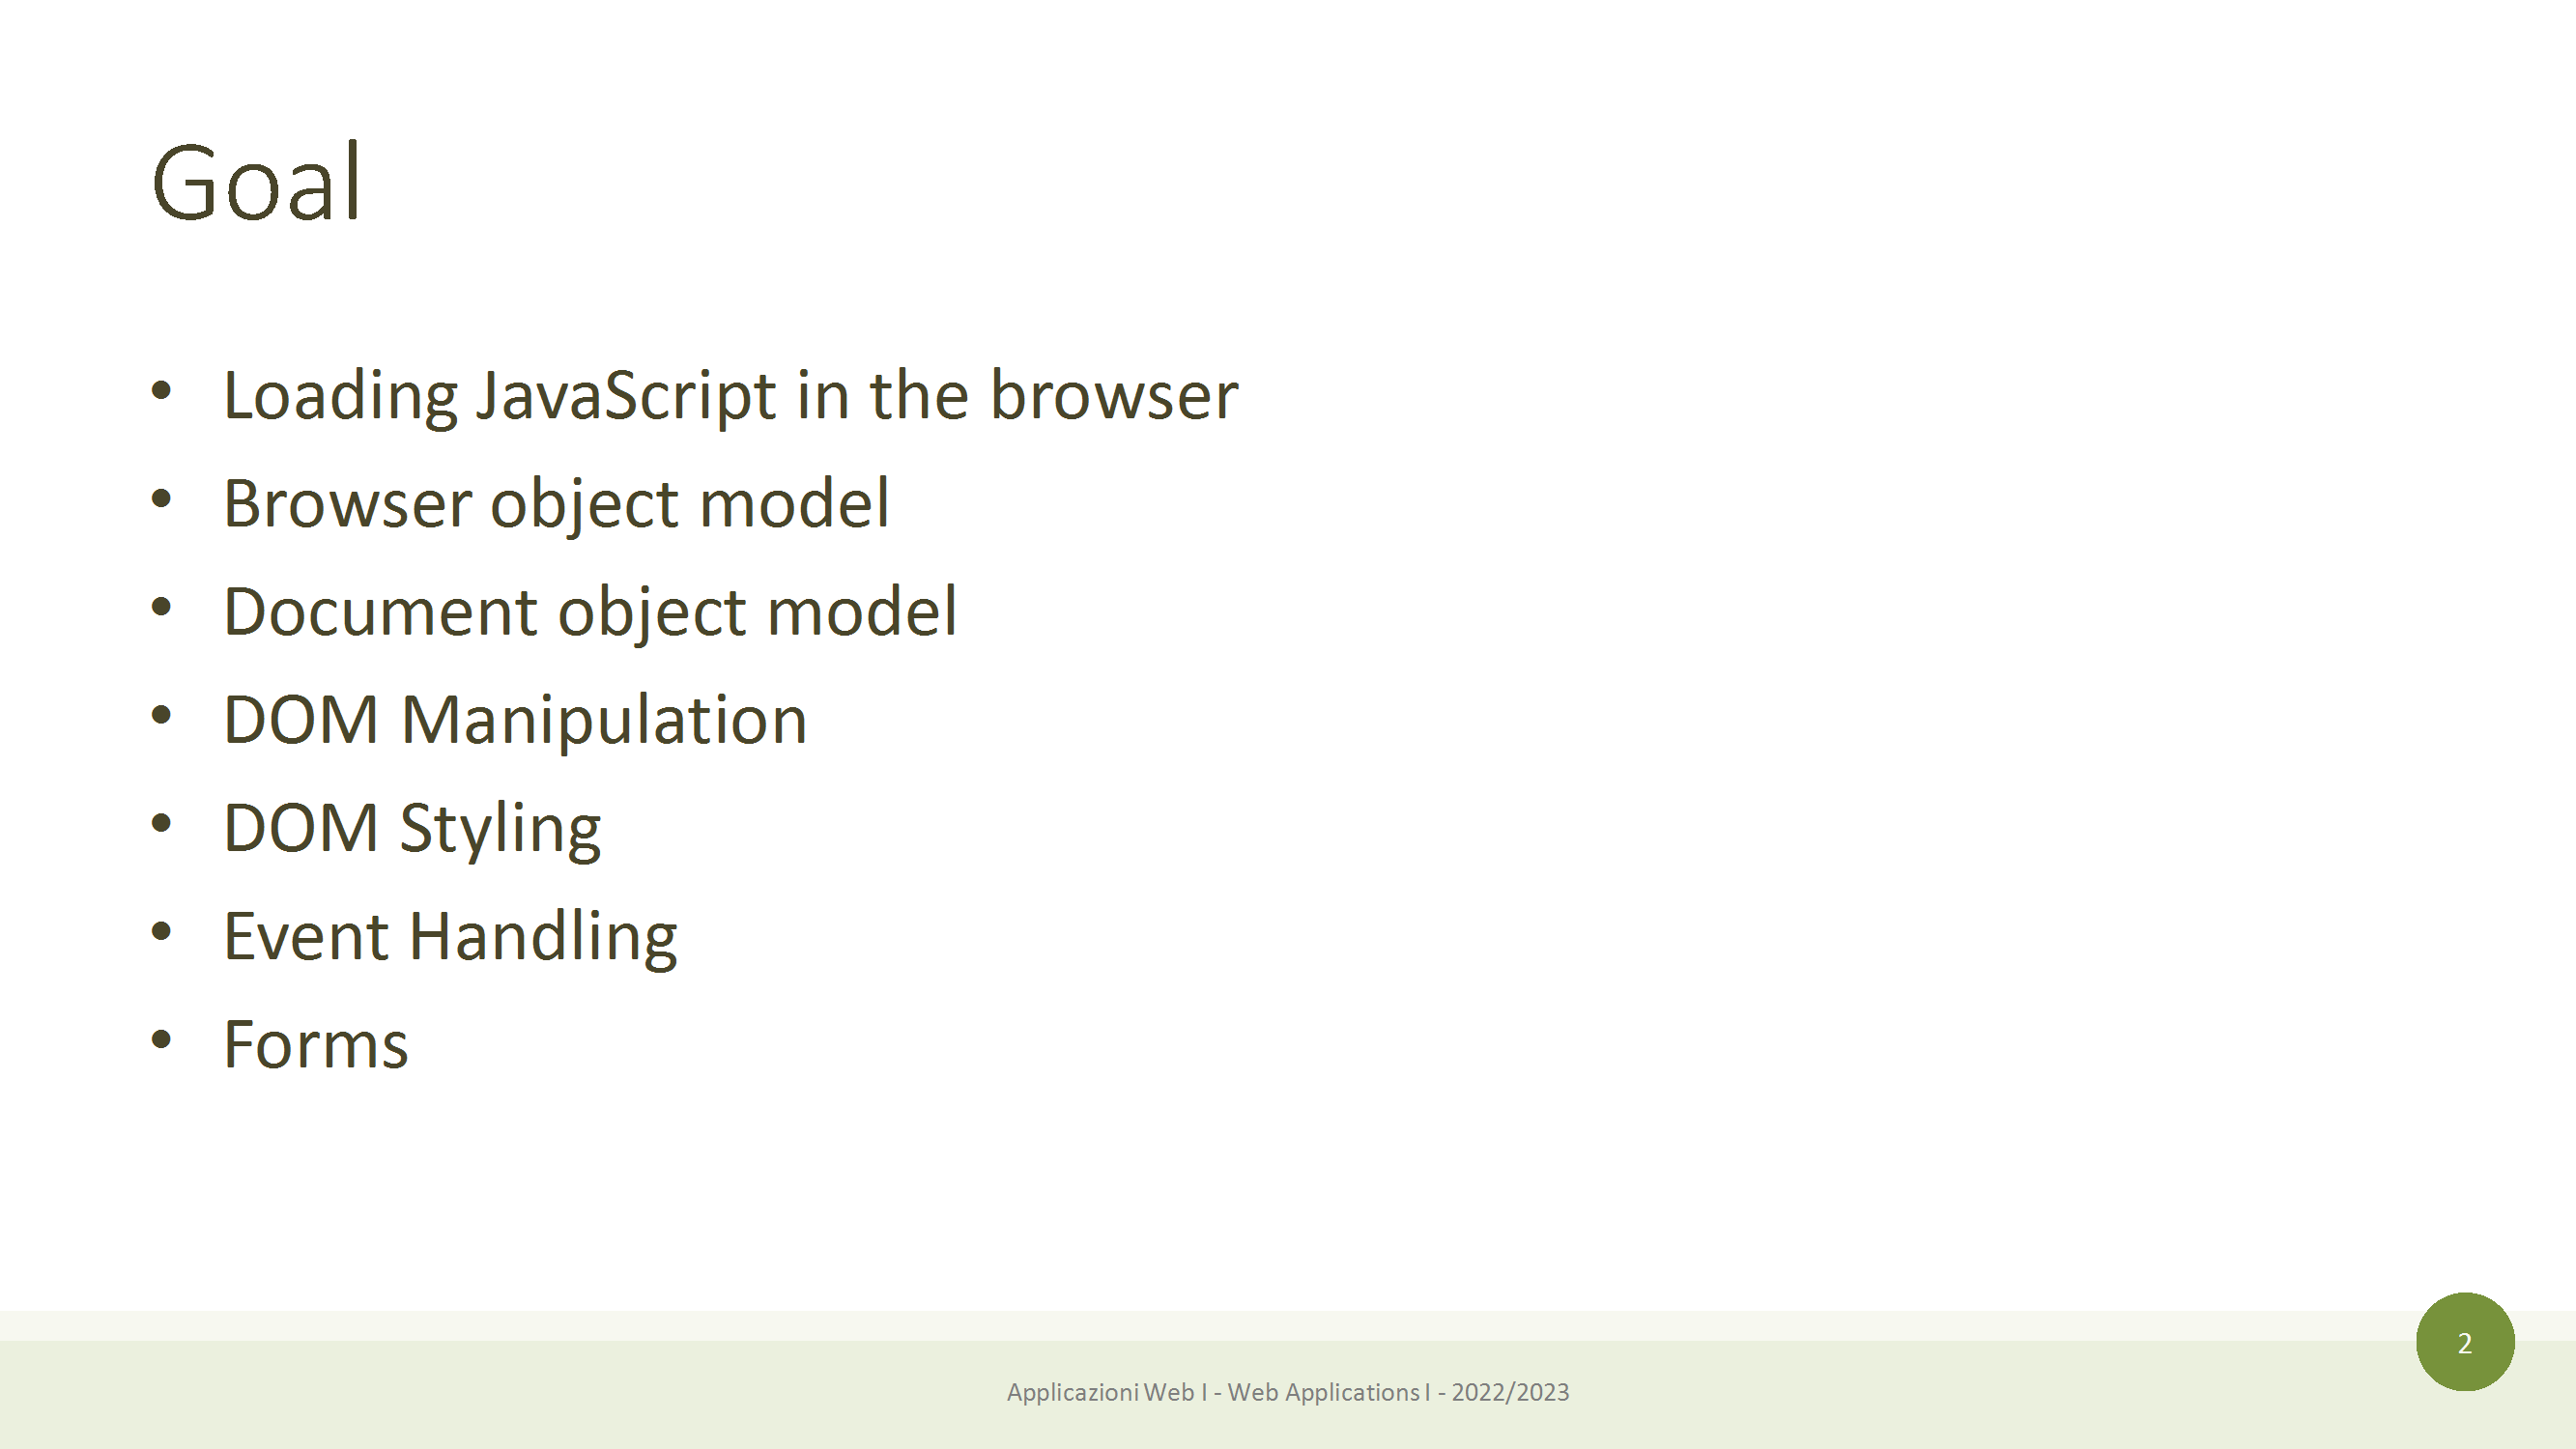 Goal
• Loading JavaScript in the browser
• Browser object model
• Document object model
• DOM Manipulation
• DOM Styling
• Event Handling
• Forms
2
Applicazioni Web I - Web Applications I - 2022/2023